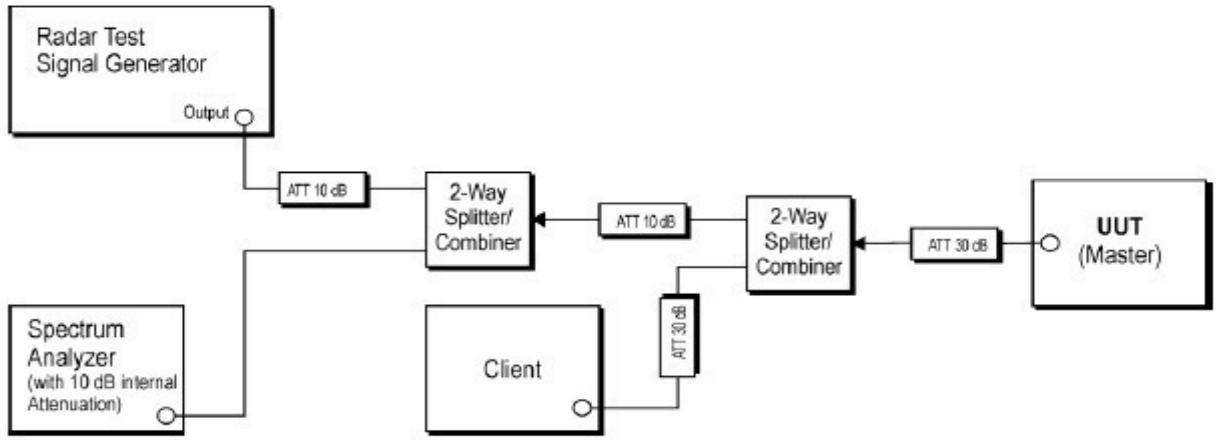 Radar Test
Signal Generator
Output
ATT 10 dB
2-Way
Splitter/
Combiner
ATT 10 dB
2-Way
Splitter/
Combiner
ATT 30 dB
UUT
(Master)
Spectrum
Analyzer
(with 10 dB internal
Attenuation)
Client
ATT 30 dB